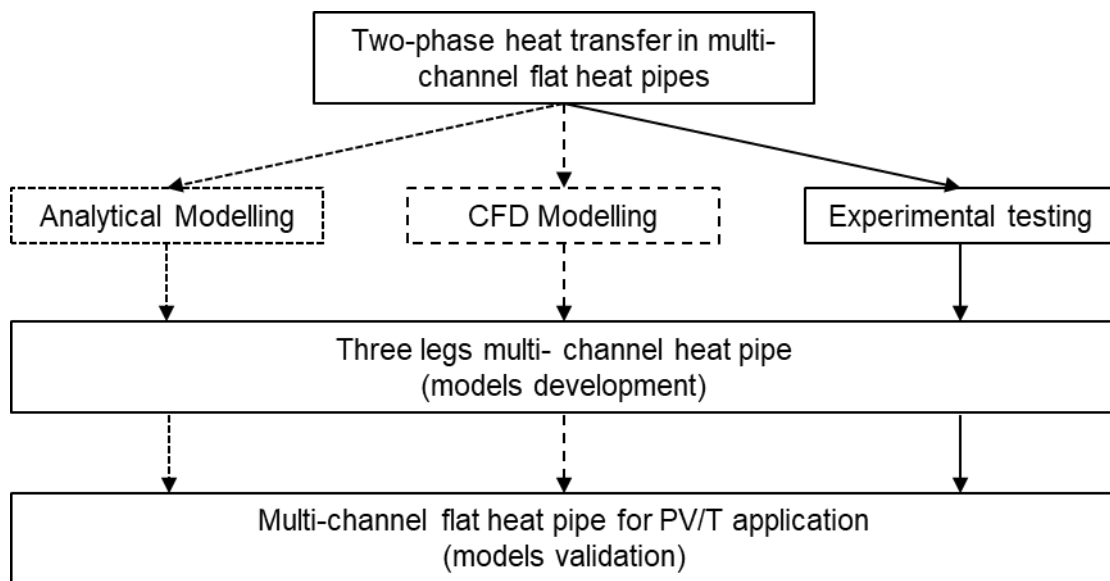 Two-phase heat transfer in multi-
channel flat heat pipes
Analytical Modelling
CFD Modelling
Experimental testing
Three legs multi- channel heat pipe
(models development)
Multi-channel flat heat pipe for PV/T application
(models validation)